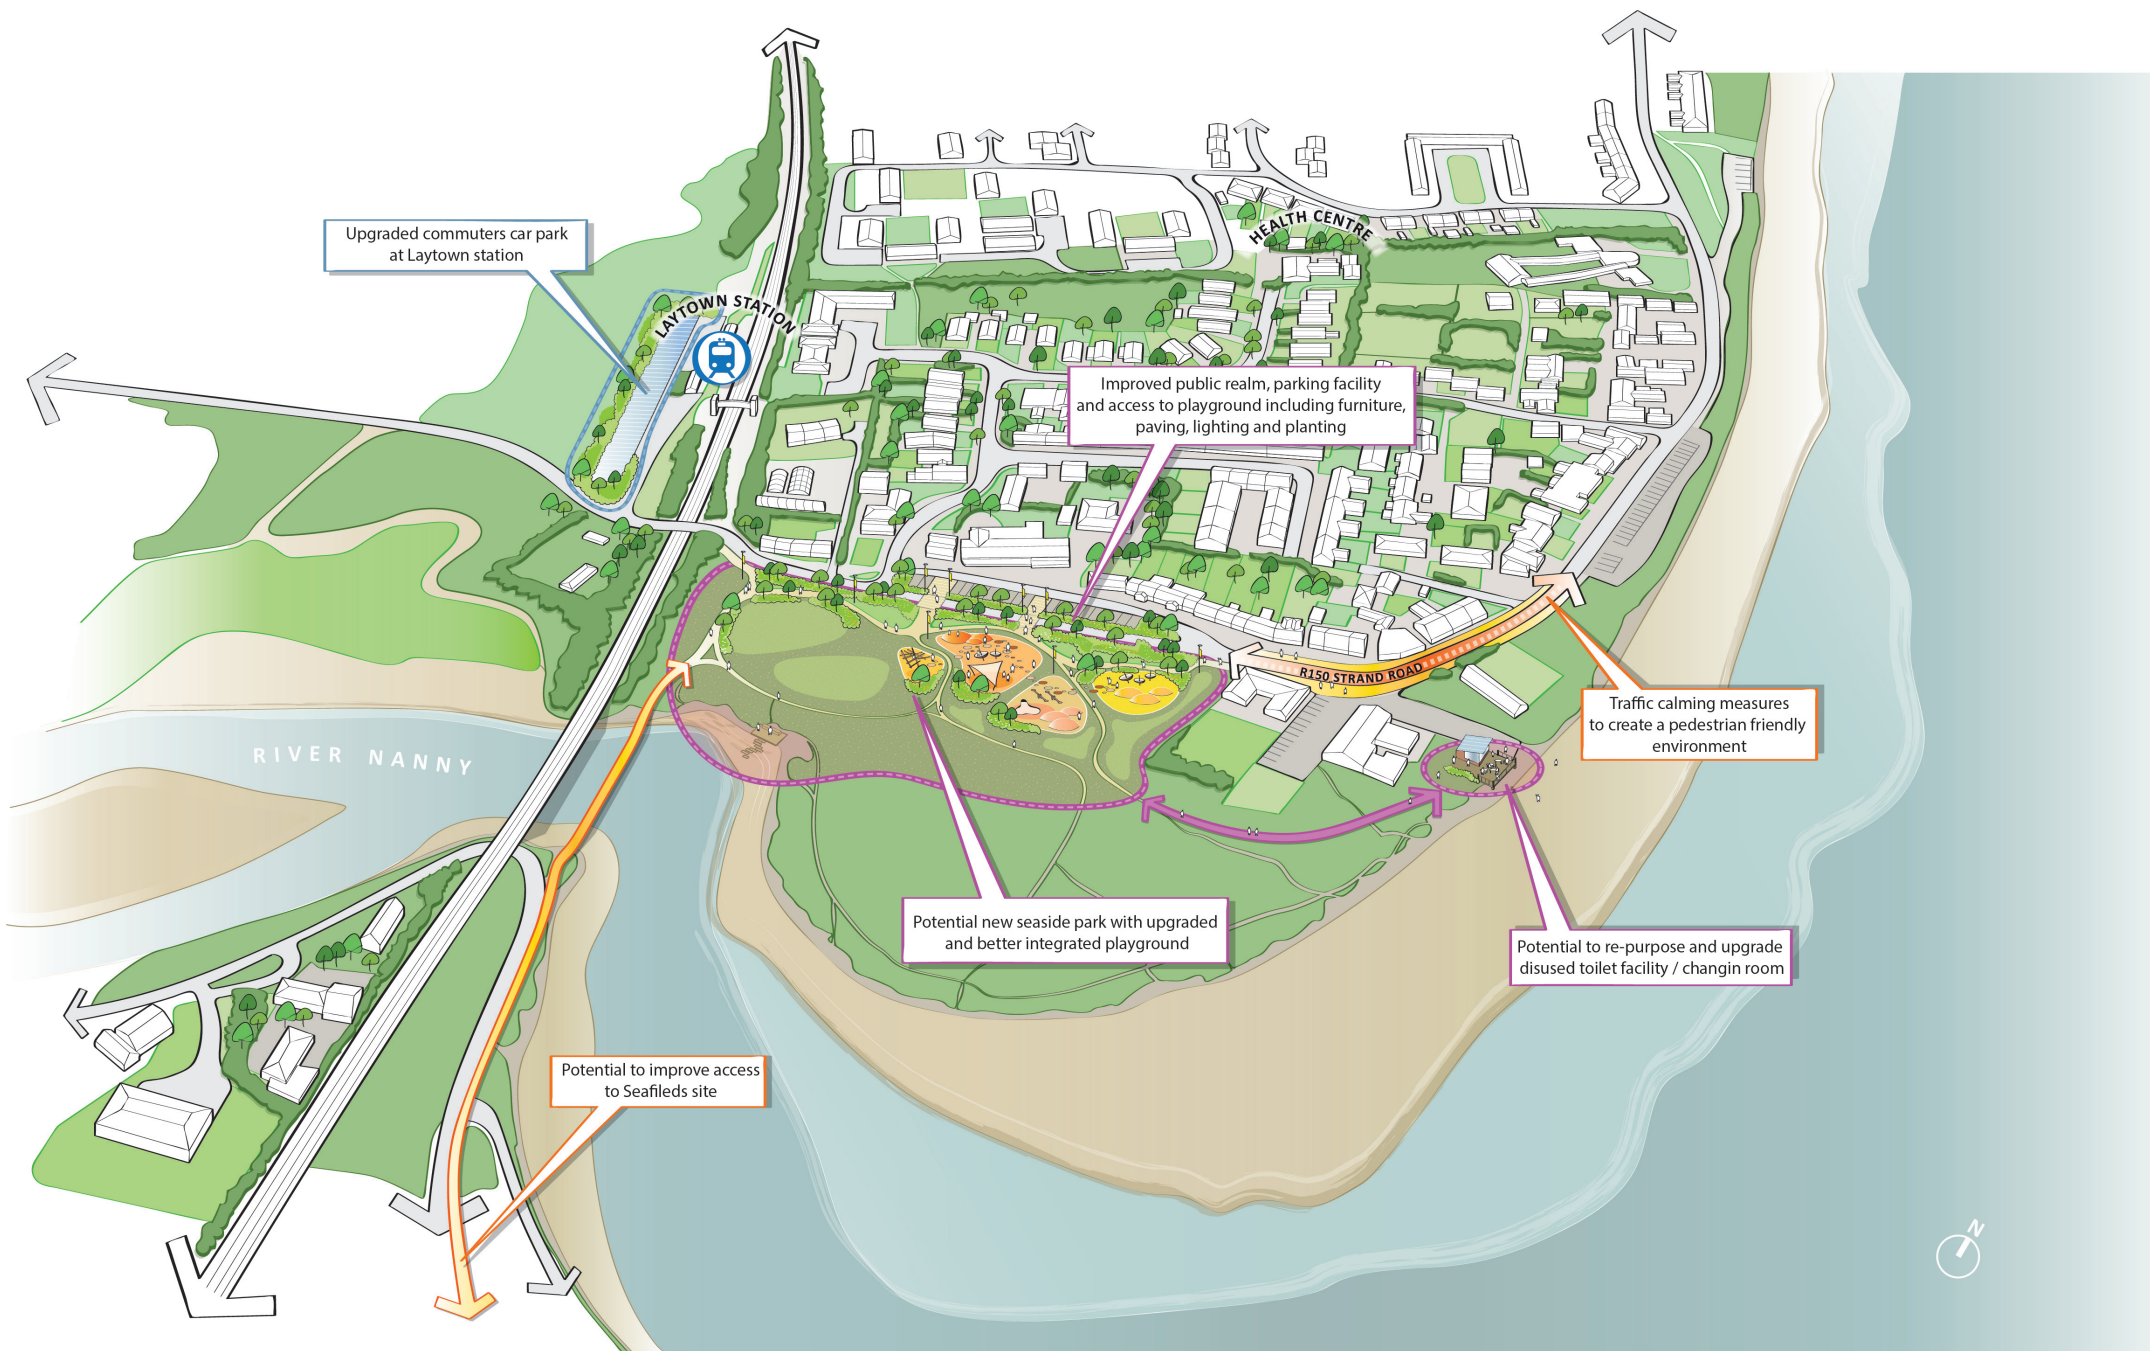 Upgraded commuters car park
at Laytown station
LAYTOWN STATION
HEALTH CENTRE
Improved public realm, parking facility
and access to playground including furniture,
paving, lighting and planting
R150 STRAND ROAD
Traffic calming measures
to create a pedestrian friendly
environment
RIVER NANNY
Potential new seaside park with upgraded
and better integrated playground
Potential to re-purpose and upgrade
disused toilet facility / changin room
Potential to improve access
to Seafileds site
N